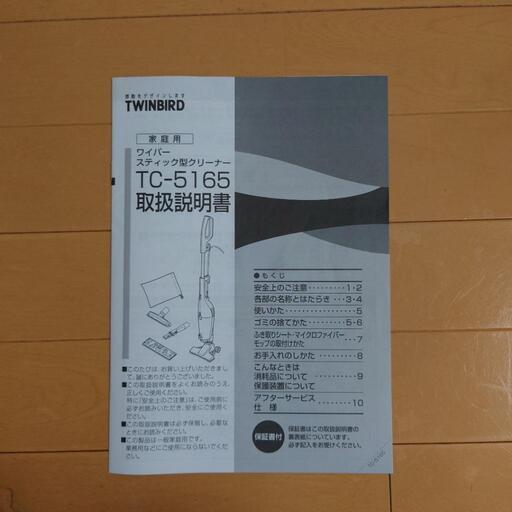 感動をデザインします
TWINBIRD
家庭用
ワイパー
スティック型クリーナー
TC-5165
取扱説明書
■このたびは、お買い上げいただきまして、
誠にありがとうございました。
■この取扱説明書をよくお読みのうえ、
正しくご使用ください。
特に「安全上のご注意」は、ご使用前に
必ずお読みいただき、安全にご使用く
ださい。
■この取扱説明書は必ず保管し、必要な
ときにお読みください。
■この製品は一般家庭用です。
業務用などにご使用にならないでくだ
さい。
●もくじ
安全上のご注意・・・・・・・・・1・2
各部の名称とはたらき・・・3・4
使いかた・・・・・・・・・・・・・・・・5
ゴミの捨てかた・・・・・・・・・5・6
ふき取りシート・マイクロファイバー
モップの取付けかた・・・7
お手入れのしかた・・・・・・・・8
こんなときは
消耗品について・・・・・・・・・9
保護装置について
アフターサービス
仕様・・・・・・・・10
保証書付
保証書はこの取扱説明書の
裏表紙についています。
必ず記入をお受けください。
TC-5165